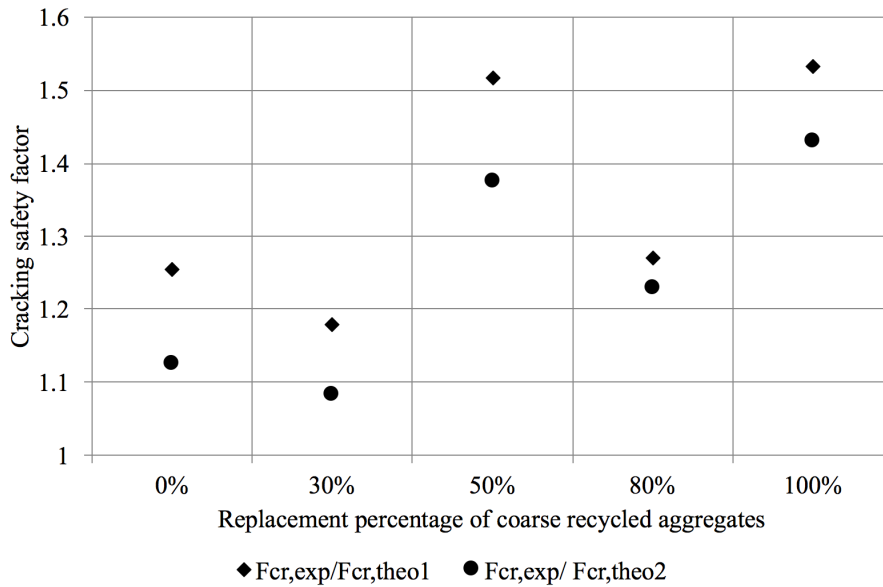 1.6
1.5
1.4
1.3
1.2
1.1
1
Cracking safety factor
0% 30% 50% 80% 100%
Replacement percentage of coarse recycled aggregates
Fcr,exp/Fcr,theo1 Fcr,exp/ Fcr,theo2